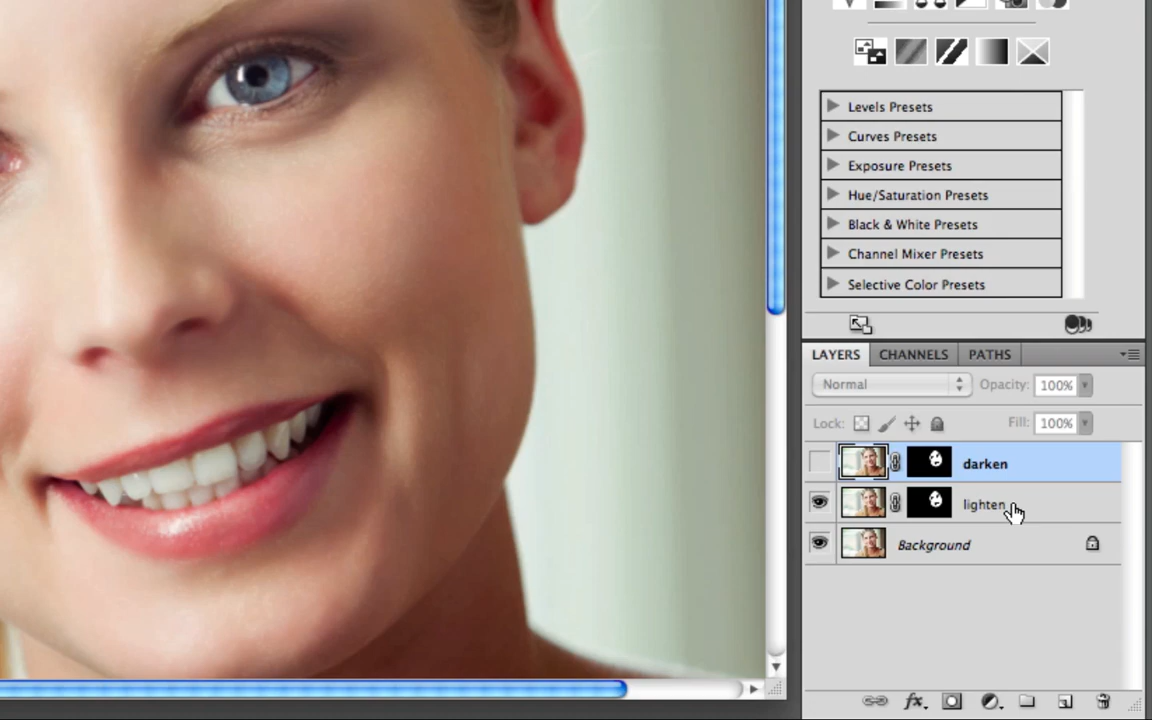 Levels Presets
Curves Presets
Exposure Presets
Hue/Saturation Presets
Black & White Presets
Channel Mixer Presets
Selective Color Presets
LAYERS CHANNELS PATHS
Normal Opacity: 100%
Lock: Fill: 100%
darken
lighten
Background
fx